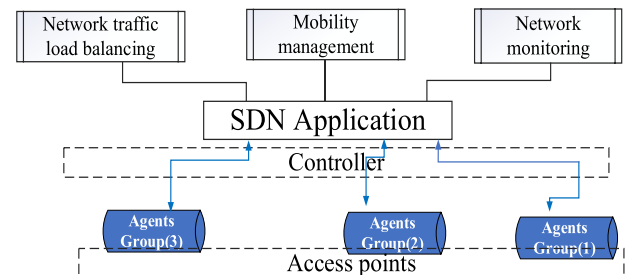 Network traffic
load balancing
Mobility
management
Network
monitoring
SDN Application
Controller
Agents
Group(3)
Agents
Group(2)
Agents
Group(1)
Access points